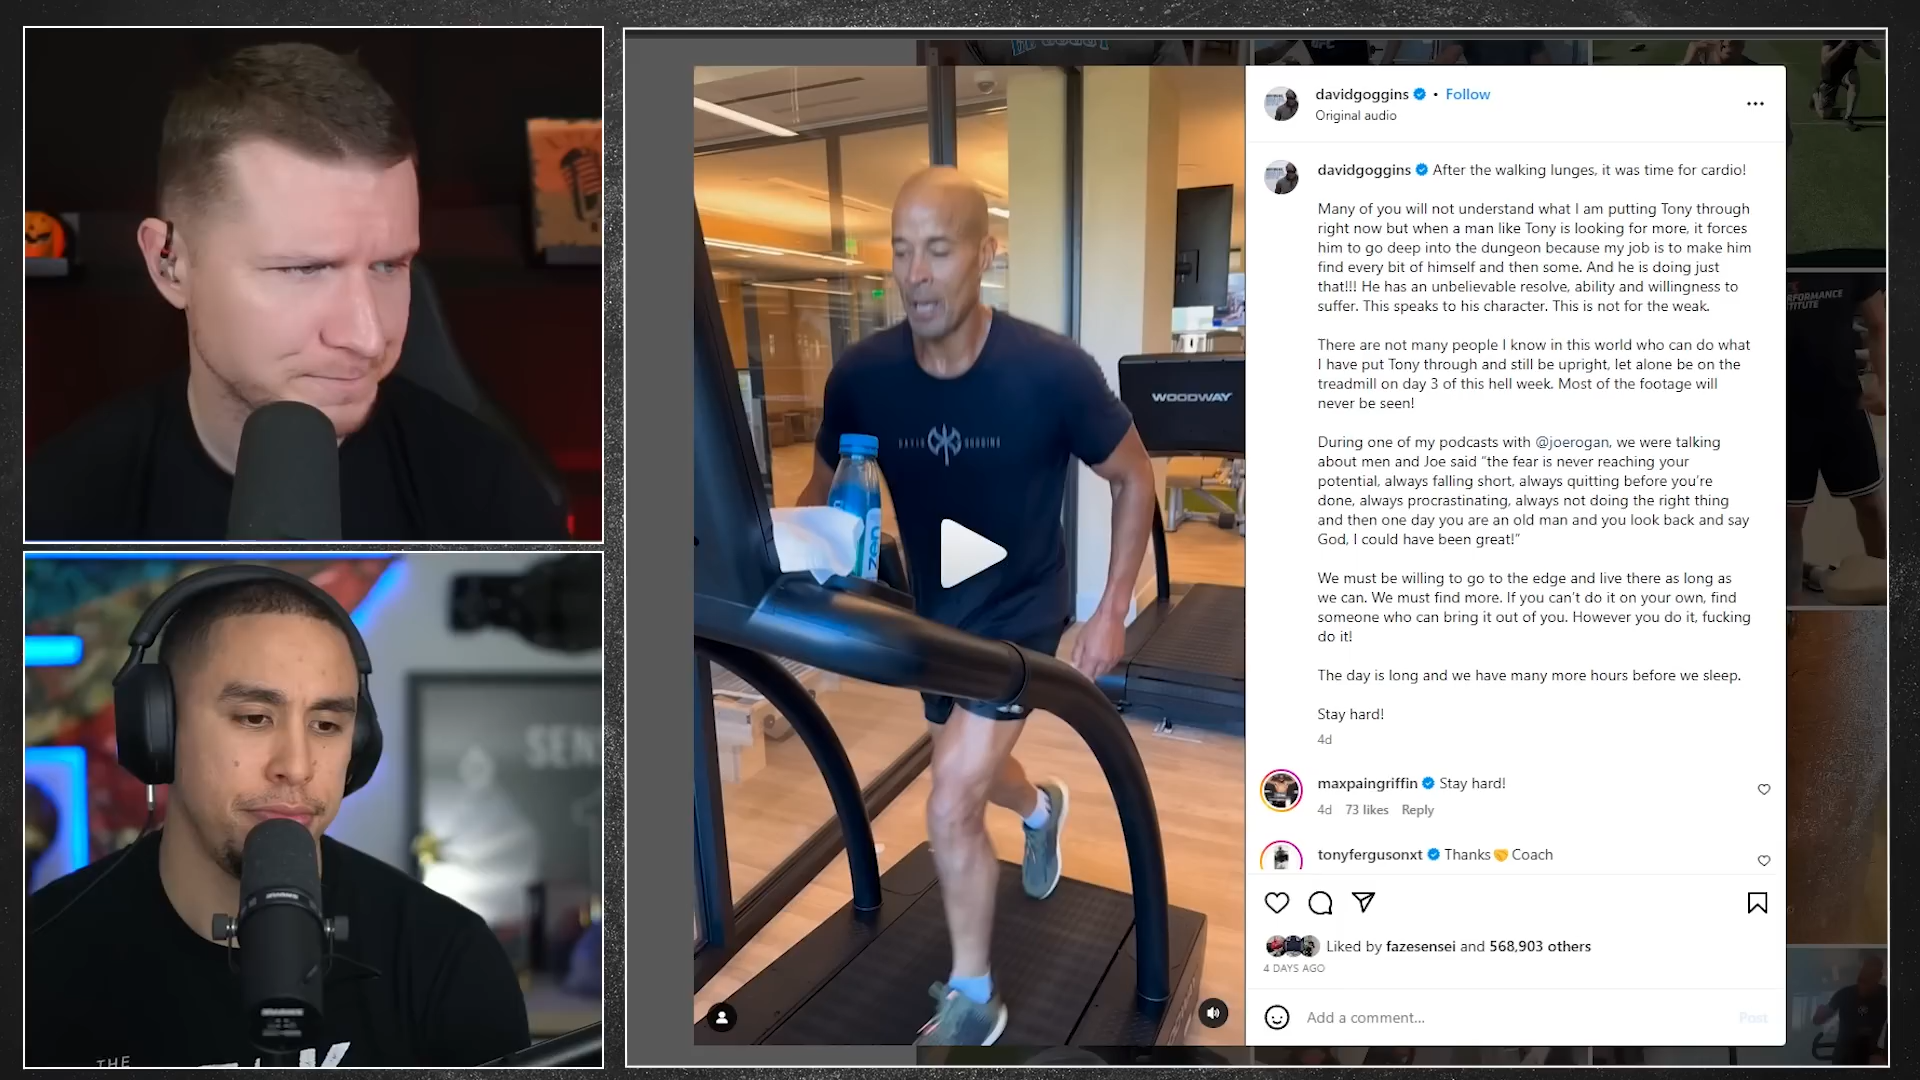 davidgoggins • Follow
Original audio
davidgoggins After the walking lunges, it was time for cardio!
Many of you will not understand what I am putting Tony through
right now but when a man like Tony is looking for more, it forces
him to go deep into the dungeon because my job is to make him
find every bit of himself and then some. And he is doing just
that!!! He has an unbelievable resolve, ability and willingness to
suffer. This speaks to his character. This is not for the weak.
There are not many people I know in this world who can do what
I have put Tony through and still be upright, let alone be on the
treadmill on day 3 of this hell week. Most of the footage will
never be seen!
During one of my podcasts with @joerogan, we were talking
about men and Joe said “the fear is never reaching your
potential, always falling short, always quitting before you’re
done, always procrastinating, always not doing the right thing
and then one day you are an old man and you look back and say
God, I could have been great!”
We must be willing to go to the edge and live there as long as
we can. We must find more. If you can’t do it on your own, find
someone who can bring it out of you. However you do it, fucking
do it!
The day is long and we have many more hours before we sleep.
Stay hard!
4d
maxpaingriffin Stay hard!
4d 73 likes Reply
tonyfergusonxt Thanks🤝Coach
Liked by fazesensei and 568,903 others
4 DAYS AGO
Add a comment...
Post
WOODWAY
DAVID GOGGINS
zen
SEN
THE